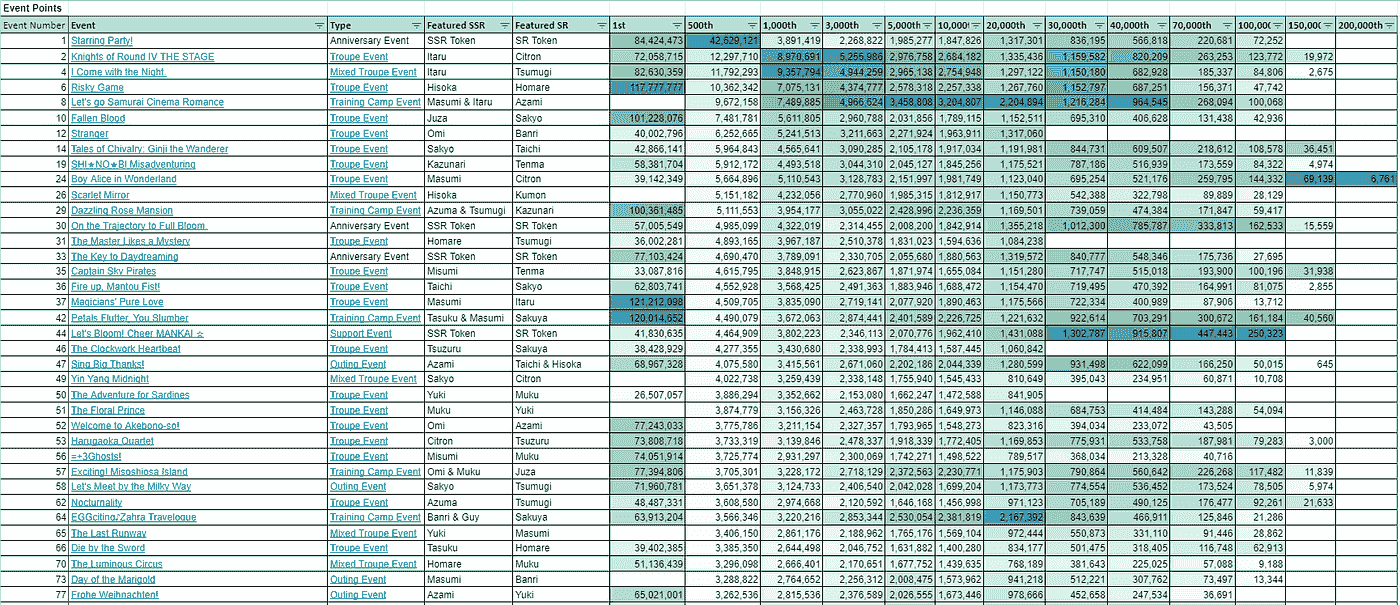 Event Points
Event Number Event Type Featured SSR Featured SR 1st 500th 1,000th 3,000th 5,000th 10,000 20,000th 30,000th 40,000th 70,000th 100,00 150,00 200,000th
1 Starring Party! Anniversary Event SSR Token SR Token 84,424,473 42,629,121 3,891,419 2,268,822 1,985,277 1,847,826 1,317,301 836,195 566,818 220,681 72,252
2 Knights of Round IV THE STAGE Troupe Event Itaru Citron 72,058,715 12,297,710 8,970,691 5,265,986 2,976,758 2,684,182 1,335,436 1,159,582 820,209 263,253 123,772 19,972
4 I Come with the Night. Mixed Troupe Event Itaru Tsumugi 82,630,359 11,792,293 9,357,794 4,944,259 2,965,138 2,754,948 1,297,122 1,150,180 682,928 185,337 84,806 2,675
6 Risky Game Troupe Event Hisoka Homare 117,777,777 10,362,342 7,075,131 4,374,777 2,578,318 2,257,338 1,267,760 1,152,797 687,251 156,371 47,742
8 Let's go Samurai Cinema Romance Training Camp Event Masumi & Itaru Azami 9,672,158 7,489,885 4,966,624 3,458,808 3,204,807 2,204,894 1,216,284 964,545 268,094 100,068
10 Fallen Blood Troupe Event Juza Sakyo 101,228,076 7,481,781 5,611,805 2,960,788 2,031,856 1,789,115 1,152,511 695,310 406,628 131,438 42,936
12 Stranger Troupe Event Omi Banri 40,002,796 6,252,665 5,241,513 3,211,663 2,271,924 1,963,911 1,317,060
14 Tales of Chivalry: Ginji the Wanderer Troupe Event Sakyo Taichi 42,866,141 5,964,843 4,565,641 3,090,285 2,105,178 1,917,034 1,191,981 844,731 609,507 218,612 108,578 36,451
19 SHI★NO★BI Misadventuring Troupe Event Kazunari Tenma 58,381,704 5,912,172 4,493,518 3,044,310 2,045,127 1,845,256 1,175,521 787,186 516,939 173,559 84,322 4,974
24 Boy Alice in Wonderland Troupe Event Masumi Citron 39,142,349 5,664,896 5,110,543 3,128,783 2,151,997 1,981,749 1,123,040 695,254 521,176 259,795 144,332 69,139 6,761
26 Scarlet Mirror Mixed Troupe Event Hisoka Kumon 5,151,182 4,232,056 2,770,960 1,985,315 1,812,917 1,150,773 542,388 322,798 89,889 28,129
29 Dazzling Rose Mansion Training Camp Event Azuma & Tsumugi Kazunari 100,361,485 5,111,553 3,954,177 3,055,022 2,428,996 2,236,359 1,169,501 739,059 474,384 171,847 59,417
30 On the Trajectory to Full Bloom. Anniversary Event SSR Token SR Token 57,005,549 4,985,099 4,322,019 2,314,455 2,008,200 1,842,914 1,355,218 1,012,300 785,787 333,813 162,533 15,559
31 The Master Likes a Mystery Troupe Event Homare Tsumugi 36,002,281 4,893,165 3,967,187 2,510,378 1,831,023 1,594,636 1,084,238
33 The Key to Daydreaming Anniversary Event SSR Token SR Token 77,103,424 4,690,470 3,789,091 2,330,705 2,055,680 1,880,563 1,319,572 840,777 548,346 175,736 27,695
35 Captain Sky Pirates Troupe Event Misumi Tenma 33,087,816 4,615,795 3,848,915 2,623,867 1,871,974 1,655,084 1,151,280 717,747 515,018 193,900 100,196 31,938
36 Fire up, Mantou Fist! Troupe Event Taichi Sakyo 62,803,741 4,552,928 3,568,425 2,491,363 1,883,946 1,688,472 1,154,470 719,495 470,392 164,991 81,075 2,855
37 Magicians' Pure Love Troupe Event Masumi Itaru 121,212,098 4,509,705 3,835,090 2,719,141 2,077,920 1,890,463 1,175,566 722,334 400,989 87,906 13,712
42 Petals Flutter, You Slumber Troupe Event Tasuku & Masumi Sakuya 120,014,652 4,490,079 3,672,063 2,874,441 2,401,589 2,226,725 1,221,632 922,614 703,291 300,672 161,184 40,560
44 Let's Bloom! Cheer MANKAI ☆ Support Event SSR Token SR Token 41,830,635 4,464,909 3,802,223 2,346,113 2,070,776 1,962,410 1,431,088 1,302,787 915,807 447,443 250,323
46 The Clockwork Heartbeat Troupe Event Tsuzuru Sakuya 38,428,929 4,277,355 3,430,680 2,338,993 1,784,413 1,587,445 1,060,842
47 Sing Big Thanks! Outing Event Azami Taichi & Hisoka 68,967,328 4,075,580 3,415,561 2,671,060 2,202,186 2,044,339 1,280,599 931,498 622,099 166,250 50,015 645
49 Yin Yang Midnight Mixed Troupe Event Sakyo Citron 4,022,738 3,259,439 2,338,148 1,755,940 1,545,433 810,649 395,043 234,951 60,871 10,708
50 The Adventure for Sardines Troupe Event Yuki Muku 26,507,057 3,886,294 3,352,662 2,153,080 1,662,247 1,472,588 841,905
51 The Floral Prince Troupe Event Muku Yuki 3,874,779 3,156,326 2,463,728 1,850,286 1,649,973 1,146,088 684,753 414,484 143,288 54,094
52 Welcome to Akebono-so! Troupe Event Omi Azami 77,243,033 3,775,786 3,211,154 2,327,357 1,793,965 1,548,273 823,316 394,034 233,072 43,505
53 Harugaoka Quartet Troupe Event Citron Tsuzuru 73,808,718 3,733,319 3,139,846 2,478,337 1,918,339 1,772,405 1,169,853 775,931 533,758 187,981 79,283 3,000
56 =+3Ghosts! Troupe Event Misumi Muku 74,051,914 3,725,774 2,931,297 2,300,069 1,742,271 1,498,522 789,517 368,034 213,328 40,716
57 Exciting! Misoshiosa Island Training Camp Event Omi & Muku Juza 77,394,806 3,705,301 3,228,172 2,718,129 2,372,563 2,230,771 1,175,903 790,864 560,642 226,268 117,482 11,839
58 Let's Meet by the Milky Way Outing Event Sakyo Tsumugi 71,960,781 3,651,378 3,124,733 2,406,540 2,042,028 1,699,204 1,173,773 774,554 536,452 173,524 78,505 5,974
62 Nocturnality Troupe Event Azuma Tsumugi 48,487,331 3,608,580 2,974,668 2,120,592 1,646,168 1,456,998 971,123 705,189 490,125 176,477 92,261 21,633
64 EGGciting♪Zahra Travelogue Training Camp Event Banri & Guy Sakuya 63,913,204 3,566,346 3,220,216 2,853,344 2,530,054 2,381,819 2,167,392 843,639 466,911 125,846 21,286
65 The Last Runway Mixed Troupe Event Yuki Masumi 3,406,150 2,861,176 2,188,962 1,765,176 1,569,104 972,444 550,873 331,110 91,446 28,862
66 Die by the Sword Troupe Event Tasuku Homare 39,402,385 3,385,350 2,644,498 2,046,752 1,631,882 1,400,280 834,177 501,475 318,405 116,748 62,913
70 The Luminous Circus Mixed Troupe Event Homare Muku 51,136,439 3,296,098 2,666,401 2,170,651 1,677,752 1,439,635 768,189 381,643 225,025 57,088 9,188
73 Day of the Marigold Outing Event Masumi Banri 3,288,822 2,764,652 2,256,312 2,008,475 1,573,962 941,218 512,221 307,762 73,497 13,344
77 Frohe Weihnachten! Outing Event Azami Yuki 65,021,001 3,262,536 2,815,536 2,376,589 2,026,555 1,673,446 978,666 452,658 247,534 36,691